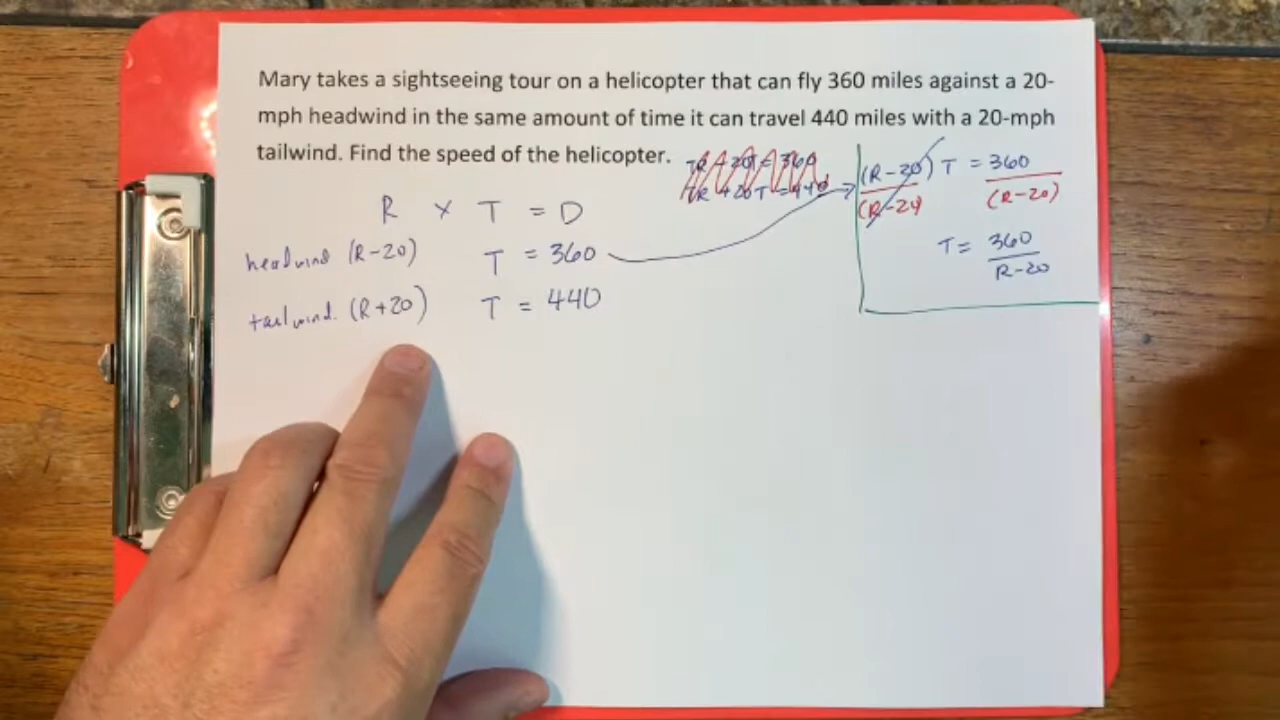 Mary takes a sightseeing tour on a helicopter that can fly 360 miles against a 20-
mph headwind in the same amount of time it can travel 440 miles with a 20-mph
tailwind. Find the speed of the helicopter.
R × T = D
headwind (R-20) T = 360
tailwind. (R+20) T = 440
(R-20) T = 360
(R-20) (R-20)
T = 360
R-20